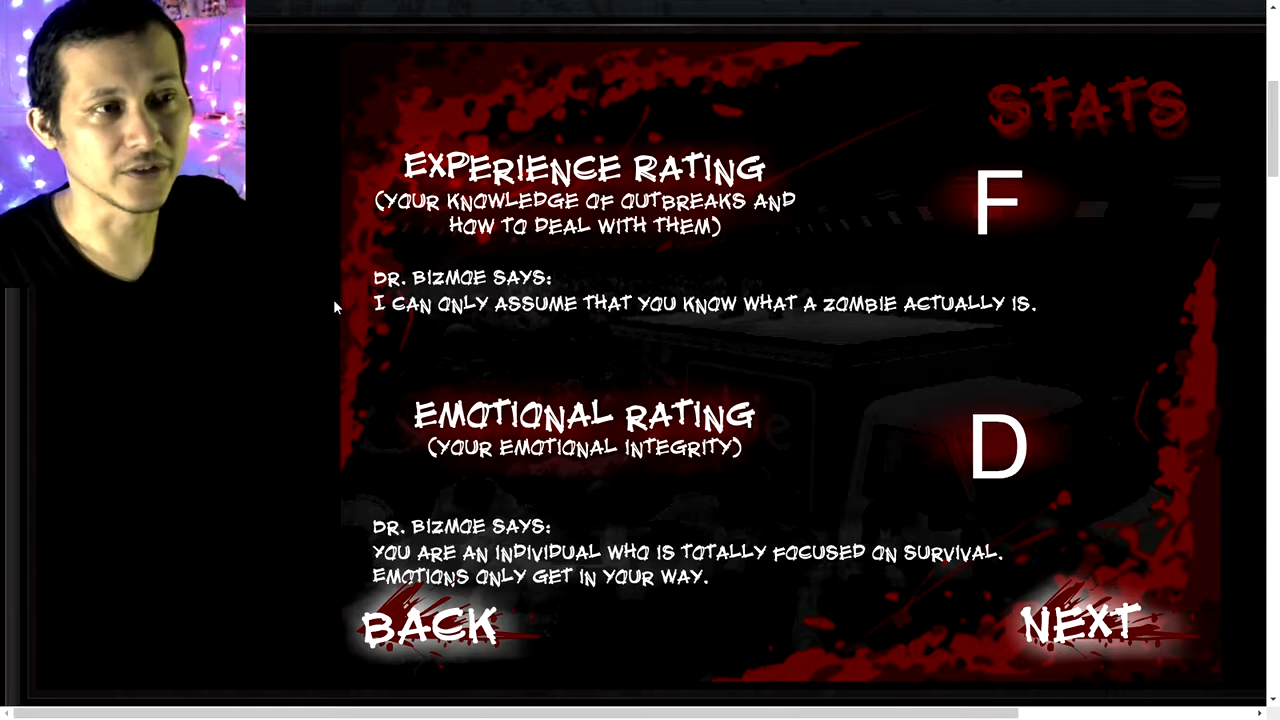 STATS
EXPERIENCE RATING
(YOUR KNOWLEDGE OF OUTBREAKS AND
HOW TO DEAL WITH THEM)
F
DR. BIZMOE SAYS:
I CAN ONLY ASSUME THAT YOU KNOW WHAT A ZOMBIE ACTUALLY IS.
EMOTIONAL RATING
(YOUR EMOTIONAL INTEGRITY)
D
DR. BIZMOE SAYS:
YOU ARE AN INDIVIDUAL WHO IS TOTALLY FOCUSED ON SURVIVAL.
EMOTIONS ONLY GET IN YOUR WAY.
BACK
NEXT